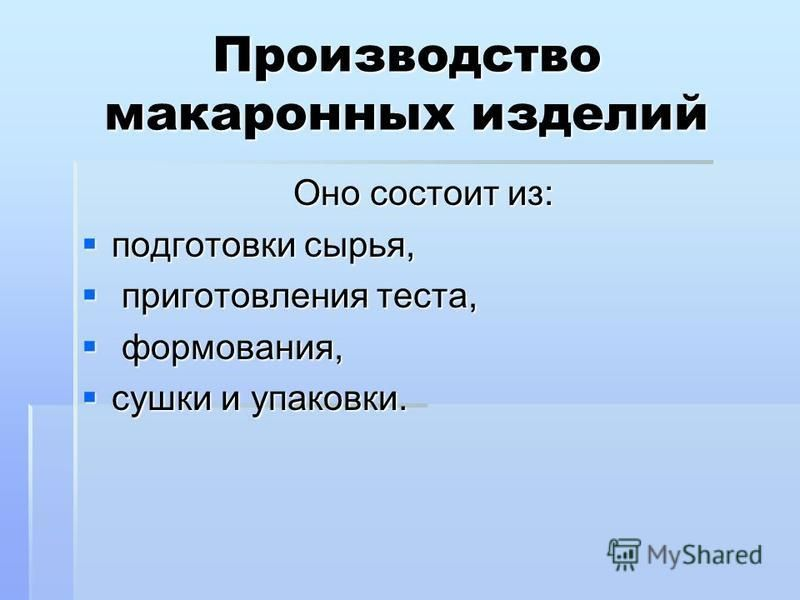 Производство
макаронных изделий
Оно состоит из:
подготовки сырья,
приготовления теста,
формования,
сушки и упаковки.
MyShared